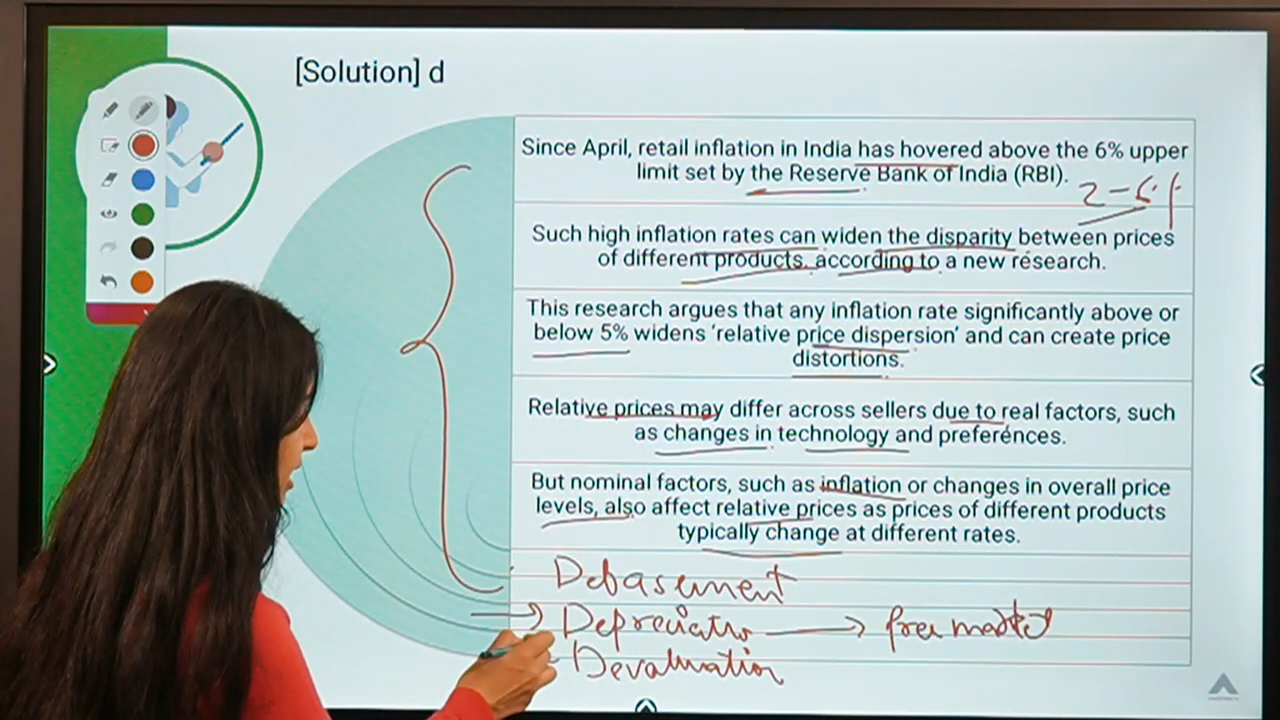 [Solution] d
Since April, retail inflation in India has hovered above the 6% upper
limit set by the Reserve Bank of India (RBI).
2-6%
Such high inflation rates can widen the disparity between prices
of different products, according to a new research.
This research argues that any inflation rate significantly above or
below 5% widens ‘relative price dispersion’ and can create price
distortions.
Relative prices may differ across sellers due to real factors, such
as changes in technology and preferences.
But nominal factors, such as inflation or changes in overall price
levels, also affect relative prices as prices of different products
typically change at different rates.
Debasement
→ Depreciatn → free market
Devaluation